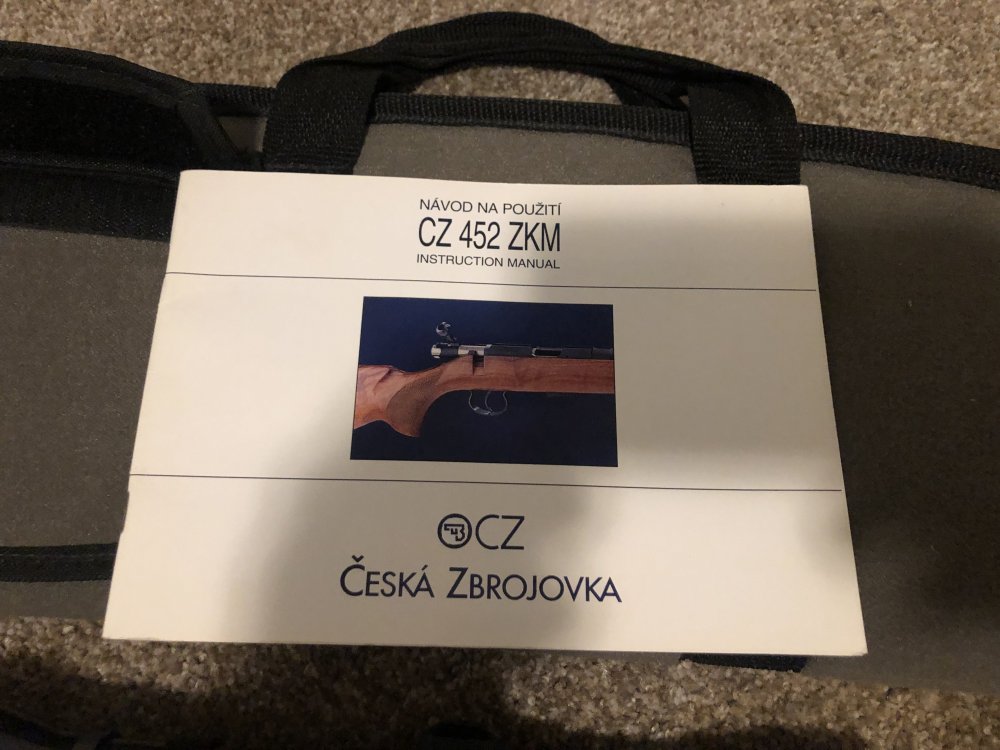 NÁVOD NA POUŽITÍ
CZ 452 ZKM
INSTRUCTION MANUAL
CZ
ČESKÁ ZBROJOVKA